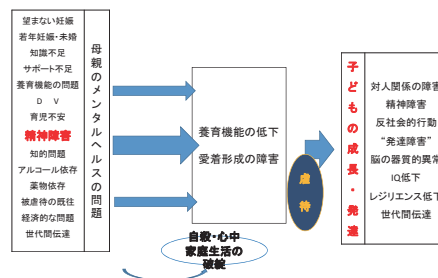 望まない妊娠
若年妊娠・未婚
知識不足
サポート不足
養育機能の問題
ＤＶ
育児不安
精神障害
知的問題
アルコール依存
薬物依存
被虐待の既往
経済的な問題
世代間伝達
母親のメンタルヘルスの問題
養育機能の低下
愛着形成の障害
虐待
自殺・心中
家庭生活の
破綻
子どもの成長・発達
対人関係の障害
精神障害
反社会的行動
“発達障害”
脳の器質的異常
IQ低下
レジリエンス低下
世代間伝達